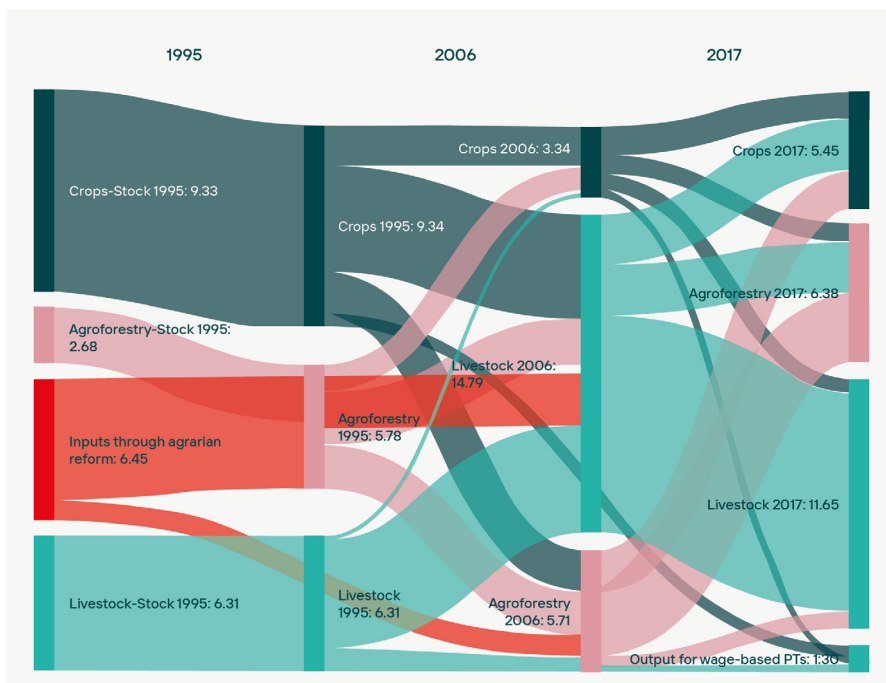 1995
2006
2017
Crops-Stock 1995: 9.33
Agroforestry-Stock 1995:
2.68
Inputs through agrarian
reform: 6.45
Livestock-Stock 1995: 6.31
Crops 1995: 9.34
Agroforestry
1995: 5.78
Livestock
1995: 6.31
Crops 2006: 3.34
Livestock 2006:
14.79
Agroforestry
2006: 5.71
Crops 2017: 5.45
Agroforestry 2017: 6.38
Livestock 2017: 11.65
Output for wage-based PTs: 1:30